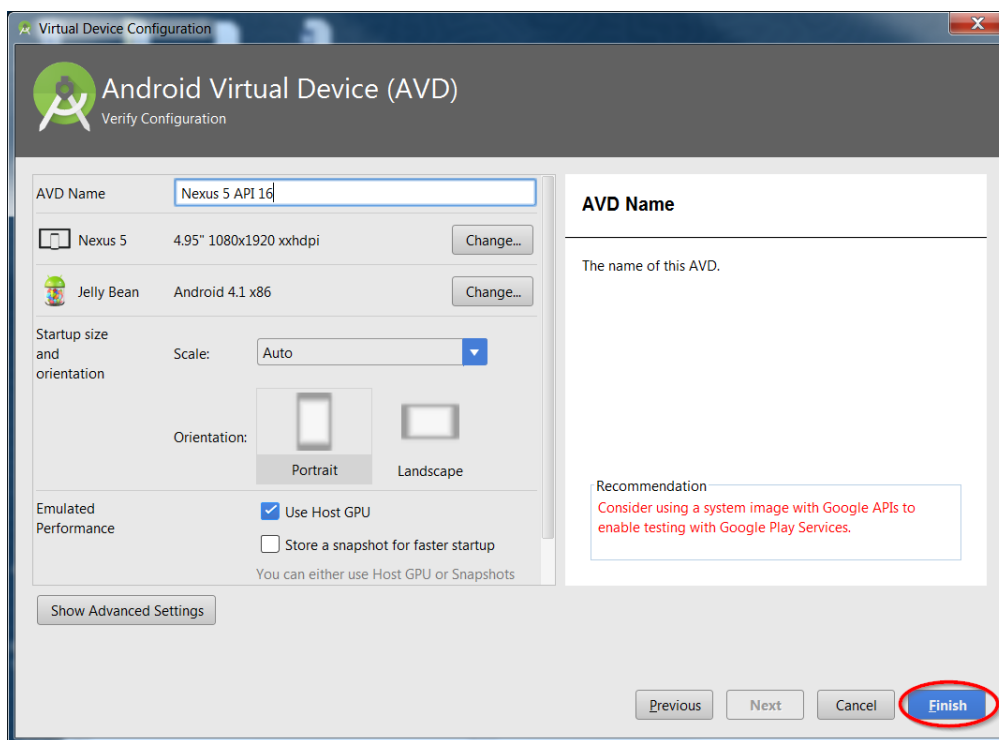 Virtual Device Configuration
X
Android Virtual Device (AVD)
Verify Configuration
AVD Name
Nexus 5 API 16
Nexus 5
4.95" 1080x1920 xxhdpi
Change...
Jelly Bean
Android 4.1 x86
Change...
Startup size
and
orientation
Scale:
Auto
Orientation:
Portrait
Landscape
Emulated
Performance
Use Host GPU
Store a snapshot for faster startup
You can either use Host GPU or Snapshots
AVD Name
The name of this AVD.
Recommendation
Consider using a system image with Google APIs to
enable testing with Google Play Services.
Show Advanced Settings
Previous
Next
Cancel
Finish